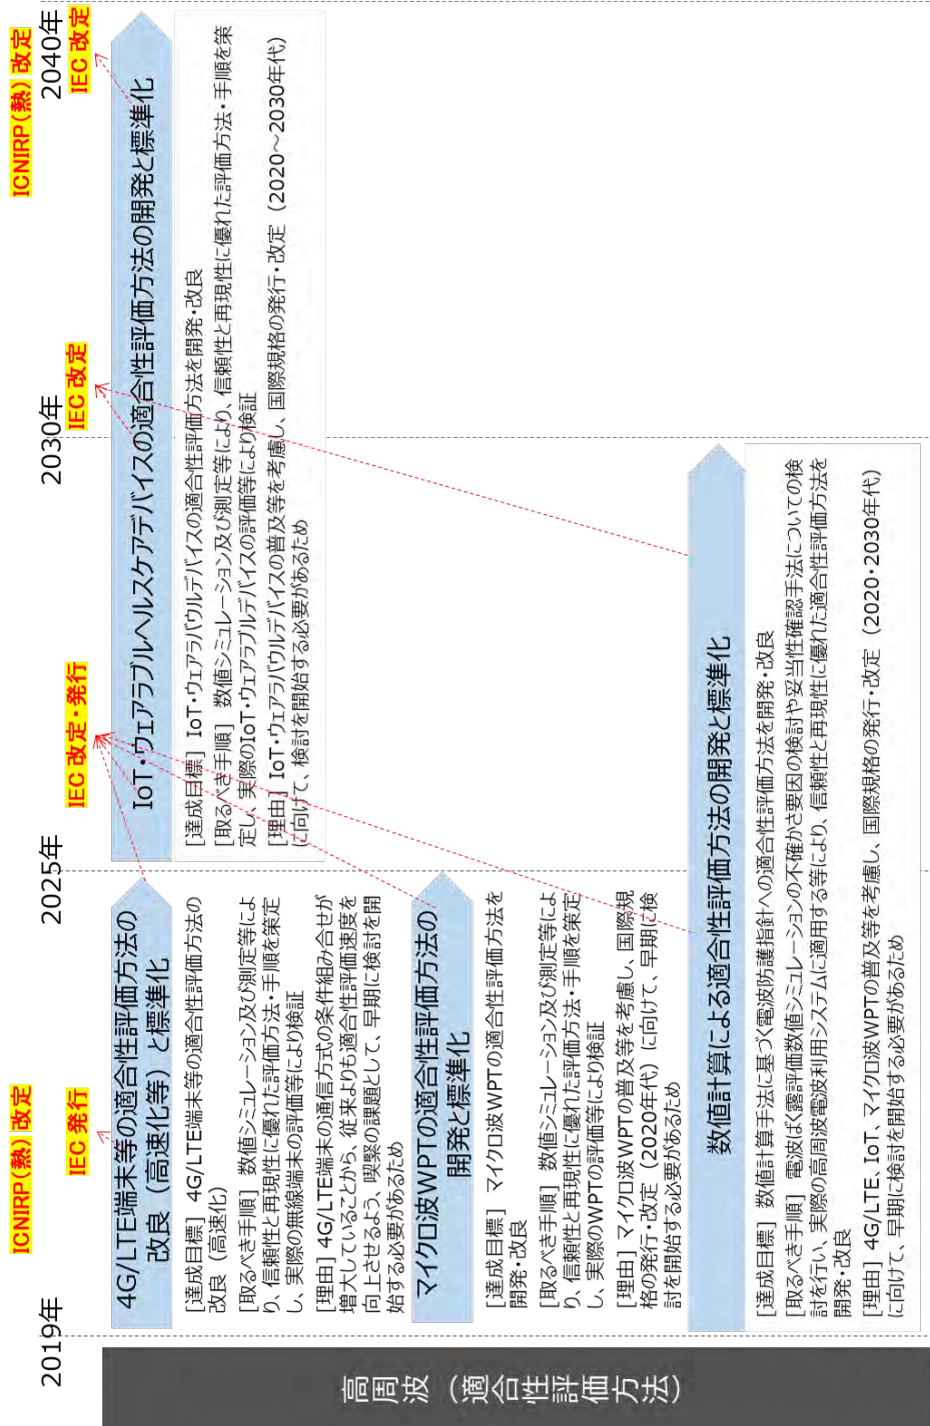 ICNIRP(熱) 改定
ICNIRP(熱) 改定
2019年
2025年
2030年
2040年
IEC 発行
IEC 改定・発行
IEC 改定
IEC 改定
高周波（適合性評価方法）
4G/LTE端末等の適合性評価方法の
改良（高速化等）と標準化
[達成目標] 4G/LTE端末等の適合性評価方法の
改良（高速化）
[取るべき手順] 数値シミュレーション及び測定等によ
り、信頼性と再現性に優れた評価方法・手順を策定
し、実際の無線端末の評価等により検証
[理由] 4G/LTE端末の通信方式の条件組み合せが
増大していることから、従来よりも適合性評価速度を
向上させるよう、喫緊の課題として、早期に検討を開
始する必要があるため
IoT・ウェアラブルヘルスケアデバイスの適合性評価方法の開発と標準化
[達成目標] IoT・ウェアラバウルデバイスの適合性評価方法を開発・改良
[取るべき手順] 数値シミュレーション及び測定等により、信頼性と再現性に優れた評価方法・手順を策
定し、実際のIoT・ウェアラブルデバイスの評価等により検証
[理由] IoT・ウェアラバウルデバイスの普及等を考慮し、国際規格の発行・改定（2020～2030年代）
に向けて、検討を開始する必要があるため
マイクロ波WPTの適合性評価方法の
開発と標準化
[達成目標] マイクロ波WPTの適合性評価方法を
開発・改良
[取るべき手順] 数値シミュレーション及び測定等によ
り、信頼性と再現性に優れた評価方法・手順を策定
し、実際のWPTの評価等により検証
[理由] マイクロ波WPTの普及等を考慮し、国際規
格の発行・改定（2020年代）に向けて、早期に検
討を開始する必要があるため
数値計算による適合性評価方法の開発と標準化
[達成目標] 数値計算手法に基づく電波防護指針への適合性評価方法を開発・改良
[取るべき手順] 電波ばく露評価数値シミュレーションの不確かさ要因の検討や妥当性確認手法についての検
討を行い、実際の高周波電波利用システムに適用する等により、信頼性と再現性に優れた適合性評価方法を
開発・改良
[理由] 4G/LTE、IoT、マイクロ波WPTの普及等を考慮し、国際規格の発行・改定（2020・2030年代）
に向けて、早期に検討を開始する必要があるため